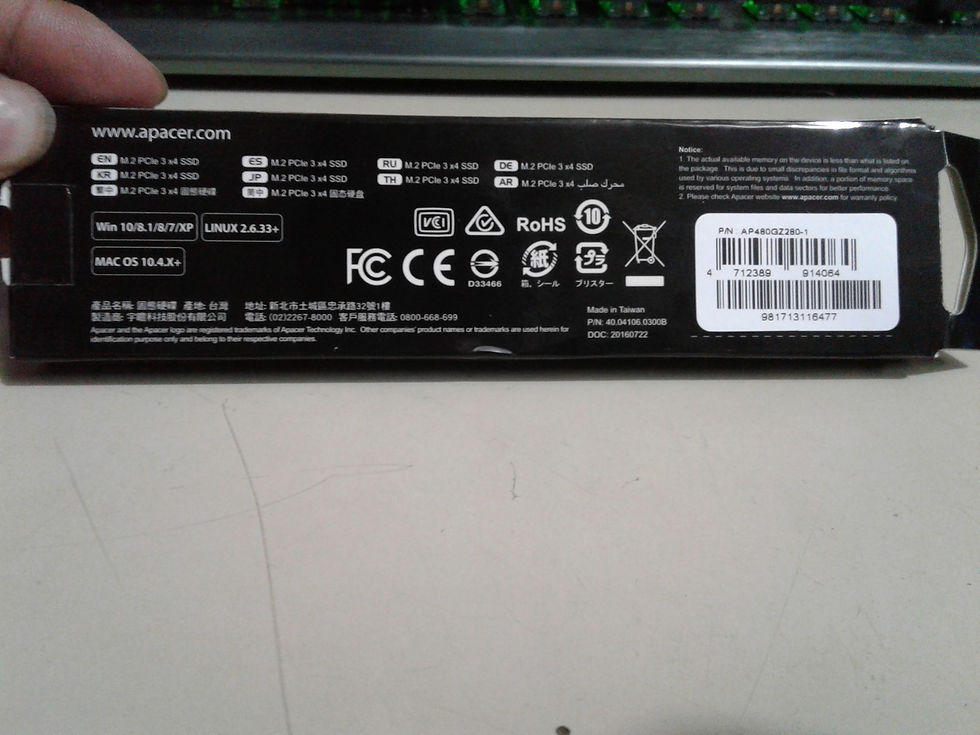 www.apacer.com
EN M.2 PCIe 3 x4 SSD ES M.2 PCIe 3 x4 SSD RU M.2 PCIe 3 x4 SSD DE M.2 PCIe 3 x4 SSD
KR M.2 PCIe 3 x4 SSD JP M.2 PCIe 3 x4 SSD TH M.2 PCIe 3 x4 SSD AR M.2 PCIe 3 x4 محرك صلب
繁中 M.2 PCIe 3 x4 固態硬碟 简中 M.2 PCIe 3 x4 固态硬盘
Win 10/8.1/8/7/XP LINUX 2.6.33+
MAC OS 10.4.X+
VCI RoHS 10
FC CE D33466 紙 箱、シール プラ ブリスター
產品名稱: 固態硬碟 產地: 台灣 地址: 新北市土城區忠承路32號1樓
製造商: 宇瞻科技股份有限公司 電話: (02)2267-8000 客戶服務電話: 0800-668-699
Apacer and the Apacer logo are registered trademarks of Apacer Technology Inc. Other companies' product names or trademarks are used herein for
identification purpose only and belong to their respective companies.
Made in Taiwan
P/N: 40.04106.0300B
DOC: 20160722
Notice:
1. The actual available memory on the device is less than what is listed on
the package. This is due to small discrepancies in file format and algorithms
used by various operating systems. In addition, a portion of memory space
is reserved for system files and data sectors for better performance.
2. Please check Apacer website www.apacer.com for warranty policy.
P/N: AP480GZ280-1
4 712389 914064
981713116477